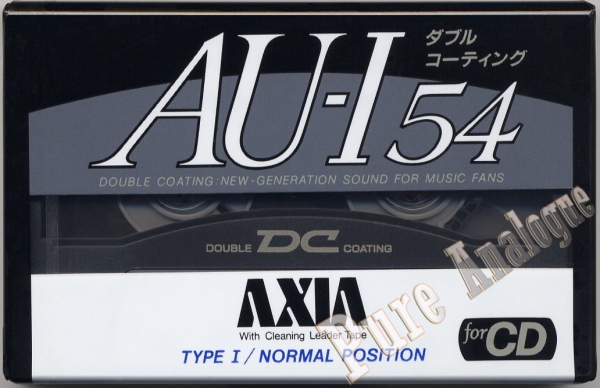 AU-I 54
ダブル
コーティング
DOUBLE COATING: NEW-GENERATION SOUND FOR MUSIC FANS
DOUBLE DC COATING
AXIA
With Cleaning Leader Tape
TYPE I / NORMAL POSITION
for CD
Pure Analogue